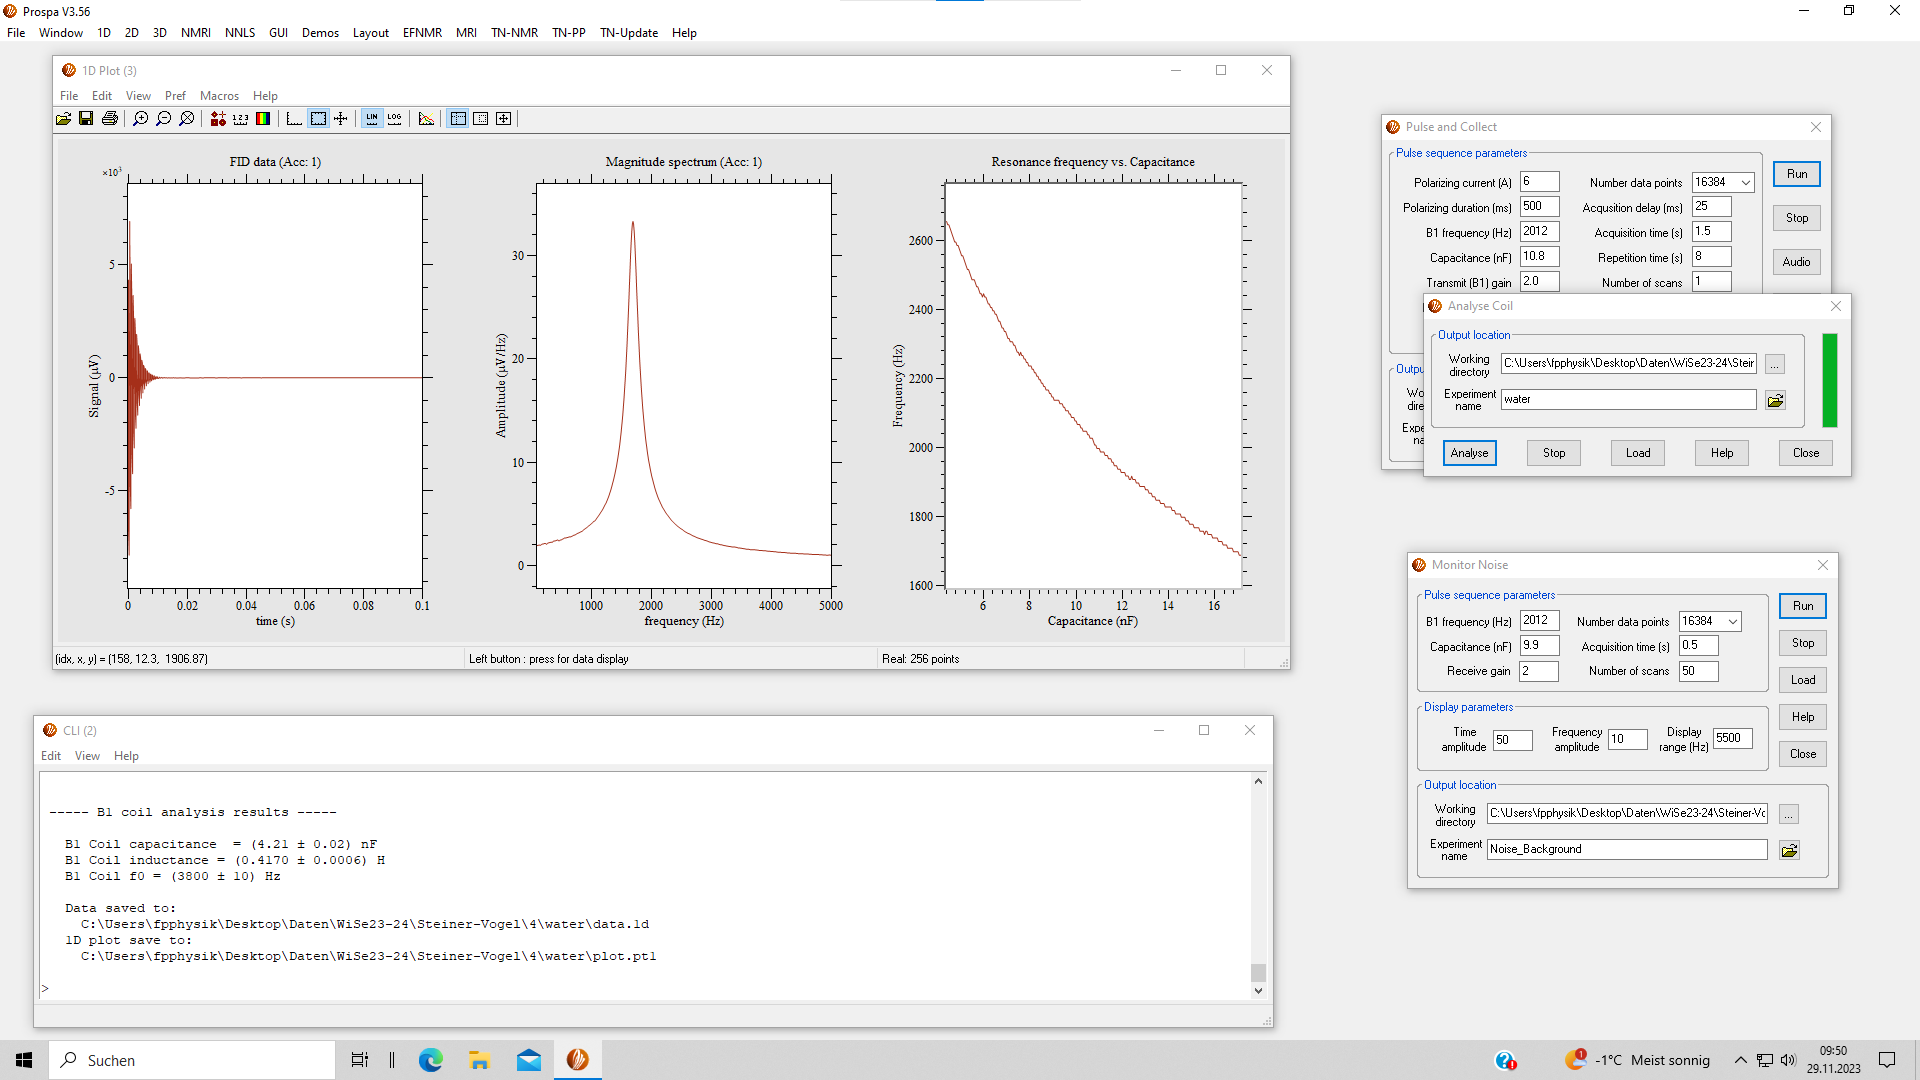 Prospa V3.56
File Window 1D 2D 3D NMRI NNLS GUI Demos Layout EFNMR MRI TN-NMR TN-PP TN-Update Help
1D Plot (3)
File Edit View Pref Macros Help
1 2 3
LIN LOG
FID data (Acc: 1)
×10³
5
0
-5
Signal (µV)
0 0.02 0.04 0.06 0.08 0.1
time (s)
Magnitude spectrum (Acc: 1)
30
20
10
0
Amplitude (µV/Hz)
1000 2000 3000 4000 5000
frequency (Hz)
Resonance frequency vs. Capacitance
2600
2400
2200
2000
1800
1600
Frequency (Hz)
6 8 10 12 14 16
Capacitance (nF)
(idx, x, y) = (158, 12.3, 1906.87)
Left button : press for data display
Real: 256 points
Pulse and Collect
Pulse sequence parameters
Polarizing current (A) 6 Number data points 16384
Polarizing duration (ms) 500 Acqusition delay (ms) 25
B1 frequency (Hz) 2012 Acquisition time (s) 1.5
Capacitance (nF) 10.8 Repetition time (s) 8
Transmit (B1) gain 2.0 Number of scans 1
Run
Stop
Audio
Outpu
Wo
dire
Expe
na
Analyse Coil
Output location
Working directory C:\Users\fpphysik\Desktop\Daten\WiSe23-24\Steir ...
Experiment name water
Analyse Stop Load Help Close
Monitor Noise
Pulse sequence parameters
B1 frequency (Hz) 2012 Number data points 16384
Capacitance (nF) 9.9 Acquisition time (s) 0.5
Receive gain 2 Number of scans 50
Display parameters
Time amplitude 50 Frequency amplitude 10 Display range (Hz) 5500
Output location
Working directory C:\Users\fpphysik\Desktop\Daten\WiSe23-24\Steiner-Vc ...
Experiment name Noise_Background
Run
Stop
Load
Help
Close
CLI (2)
Edit View Help
----- B1 coil analysis results -----
B1 Coil capacitance = (4.21 ± 0.02) nF
B1 Coil inductance = (0.4170 ± 0.0006) H
B1 Coil f0 = (3800 ± 10) Hz
Data saved to:
C:\Users\fpphysik\Desktop\Daten\WiSe23-24\Steiner-Vogel\4\water\data.1d
1D plot save to:
C:\Users\fpphysik\Desktop\Daten\WiSe23-24\Steiner-Vogel\4\water\plot.pt1
>
Suchen
1
-1°C Meist sonnig
09:50
29.11.2023